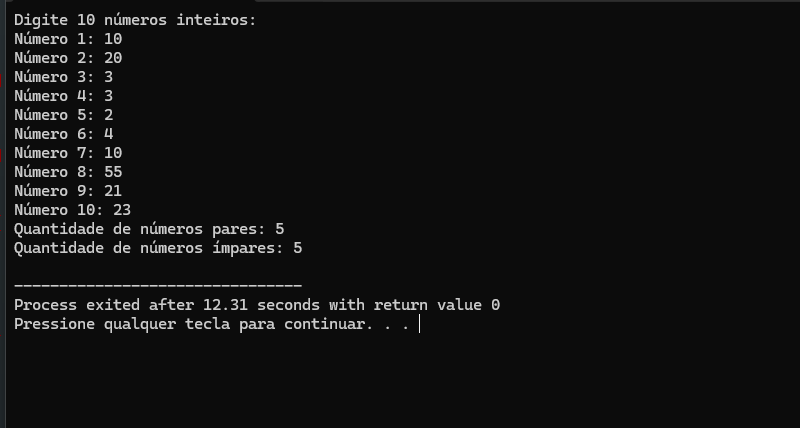 Digite 10 números inteiros:
Número 1: 10
Número 2: 20
Número 3: 3
Número 4: 3
Número 5: 2
Número 6: 4
Número 7: 10
Número 8: 55
Número 9: 21
Número 10: 23
Quantidade de números pares: 5
Quantidade de números ímpares: 5
--------------------------------
Process exited after 12.31 seconds with return value 0
Pressione qualquer tecla para continuar. . .